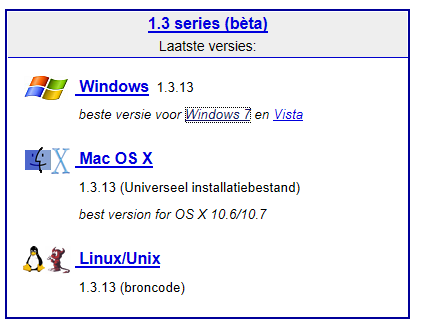 1.3 series (bèta)
Laatste versies:
Windows 1.3.13
beste versie voor Windows 7 en Vista
Mac OS X
1.3.13 (Universeel installatiebestand)
best version for OS X 10.6/10.7
Linux/Unix
1.3.13 (broncode)